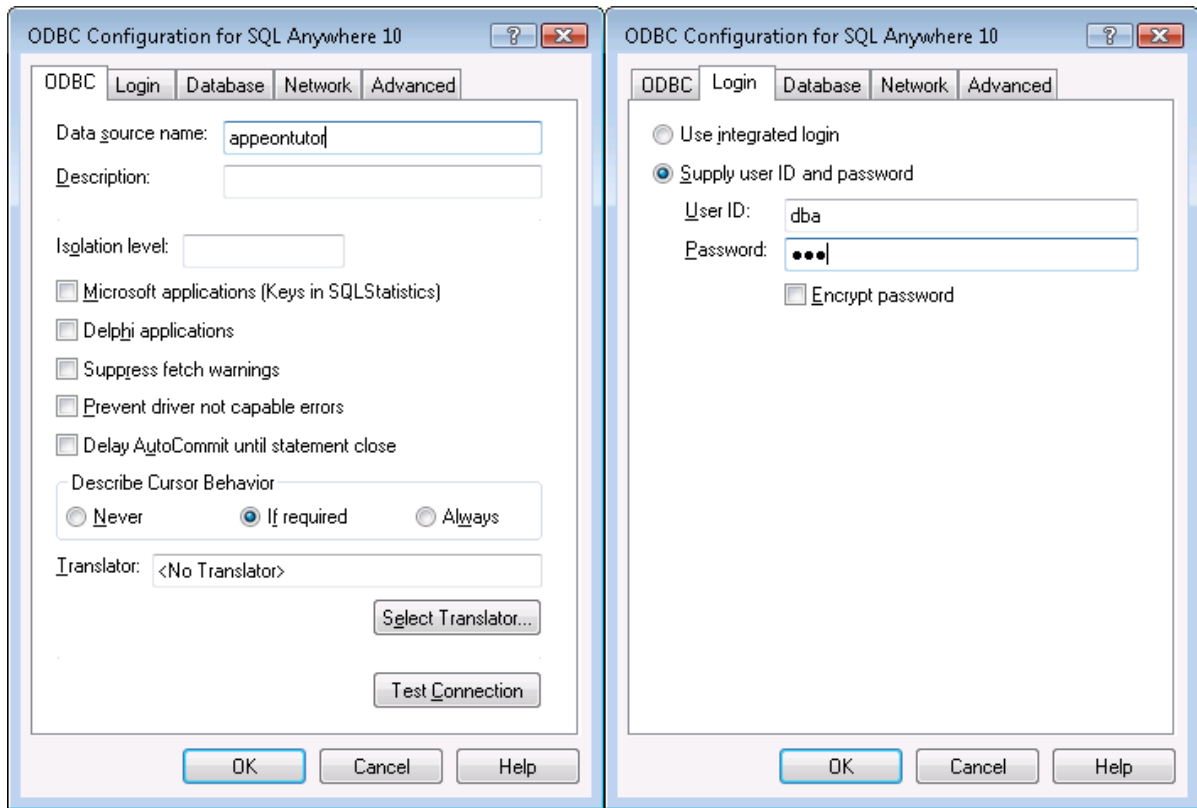 ODBC Configuration for SQL Anywhere 10
ODBC Login Database Network Advanced
Data source name: appeontutor
Description:
Isolation level:
Microsoft applications (Keys in SQLStatistics)
Delphi applications
Suppress fetch warnings
Prevent driver not capable errors
Delay AutoCommit until statement close
Describe Cursor Behavior
Never If required Always
Translator: <No Translator>
Select Translator...
Test Connection
OK Cancel Help
ODBC Configuration for SQL Anywhere 10
ODBC Login Database Network Advanced
Use integrated login
Supply user ID and password
User ID: dba
Password: ●●●
Encrypt password
OK Cancel Help